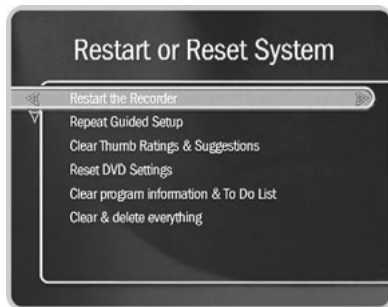 Restart or Reset System
Restart the Recorder
Repeat Guided Setup
Clear Thumb Ratings & Suggestions
Reset DVD Settings
Clear program information & To Do List
Clear & delete everything